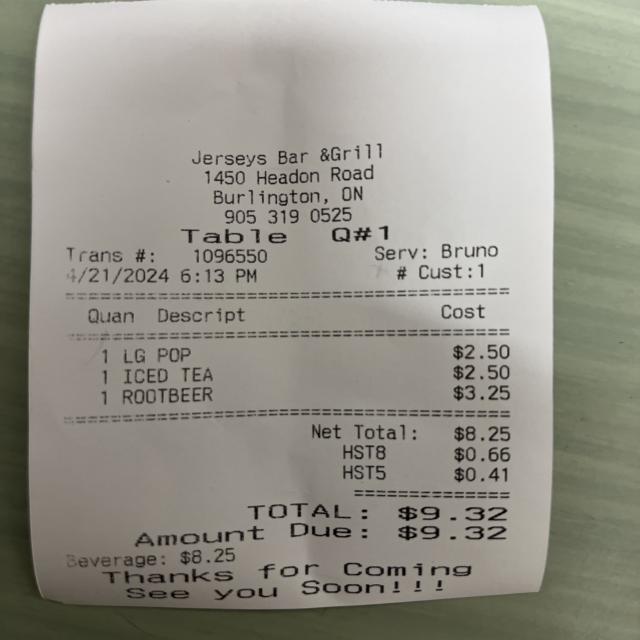 Jerseys Bar &Grill
1450 Headon Road
Burlington, ON
905 319 0525
Table Q#1
Trans #: 1096550 Serv: Bruno
4/21/2024 6:13 PM # Cust:1
==================================================
Quan Descript Cost
==================================================
1 LG POP $2.50
1 ICED TEA $2.50
1 ROOTBEER $3.25
==================================================
Net Total: $8.25
HST8 $0.66
HST5 $0.41
================
TOTAL: $9.32
Amount Due: $9.32
Beverage: $8.25
Thanks for Coming
See you Soon!!!